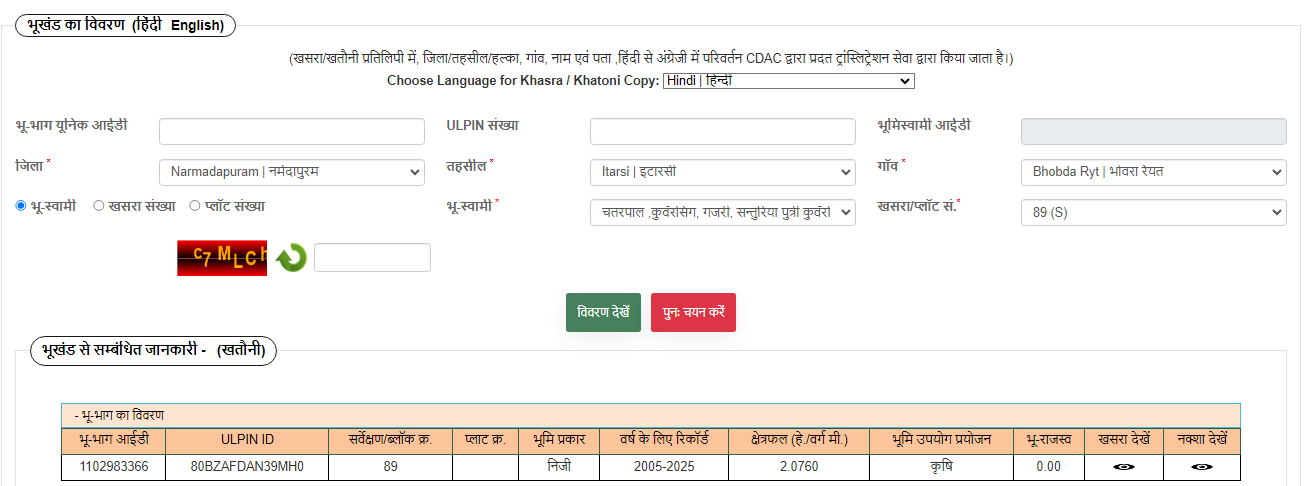 भूखंड का विवरण (हिंदी English)
(खसरा/खतौनी प्रतिलिपी में, जिला/तहसील/हल्का, गांव, नाम एवं पता ,हिंदी से अंग्रेजी में परिवर्तन CDAC द्वारा प्रदत ट्रांस्लिट्रेशन सेवा द्वारा किया जाता है।)
Choose Language for Khasra / Khatoni Copy: Hindi | हिन्दी
भू-भाग यूनिक आईडी ULPIN संख्या भूमिस्वामी आईडी
जिला * Narmadapuram | नर्मदापुरम तहसील * Itarsi | इटारसी गाँव * Bhobda Ryt | भोवरा रैयत
भू-स्वामी खसरा संख्या प्लॉट संख्या भू-स्वामी * चतरपाल ,कुवँरसिंग, गजरी, सन्तुरिया पुत्री कुवँरी खसरा/प्लॉट सं.* 89 (S)
c7MLCh
विवरण देखें पुनः चयन करें
भूखंड से सम्बंधित जानकारी - (खतौनी)
- भू-भाग का विवरण
भू-भाग आईडी ULPIN ID सर्वेक्षण/ब्लॉक क्र. प्लाट क्र. भूमि प्रकार वर्ष के लिए रिकॉर्ड क्षेत्रफल (हे./वर्ग मी.) भूमि उपयोग प्रयोजन भू-राजस्व खसरा देखें नक्शा देखें
1102983366 80BZAFDAN39MH0 89 निजी 2005-2025 2.0760 कृषि 0.00